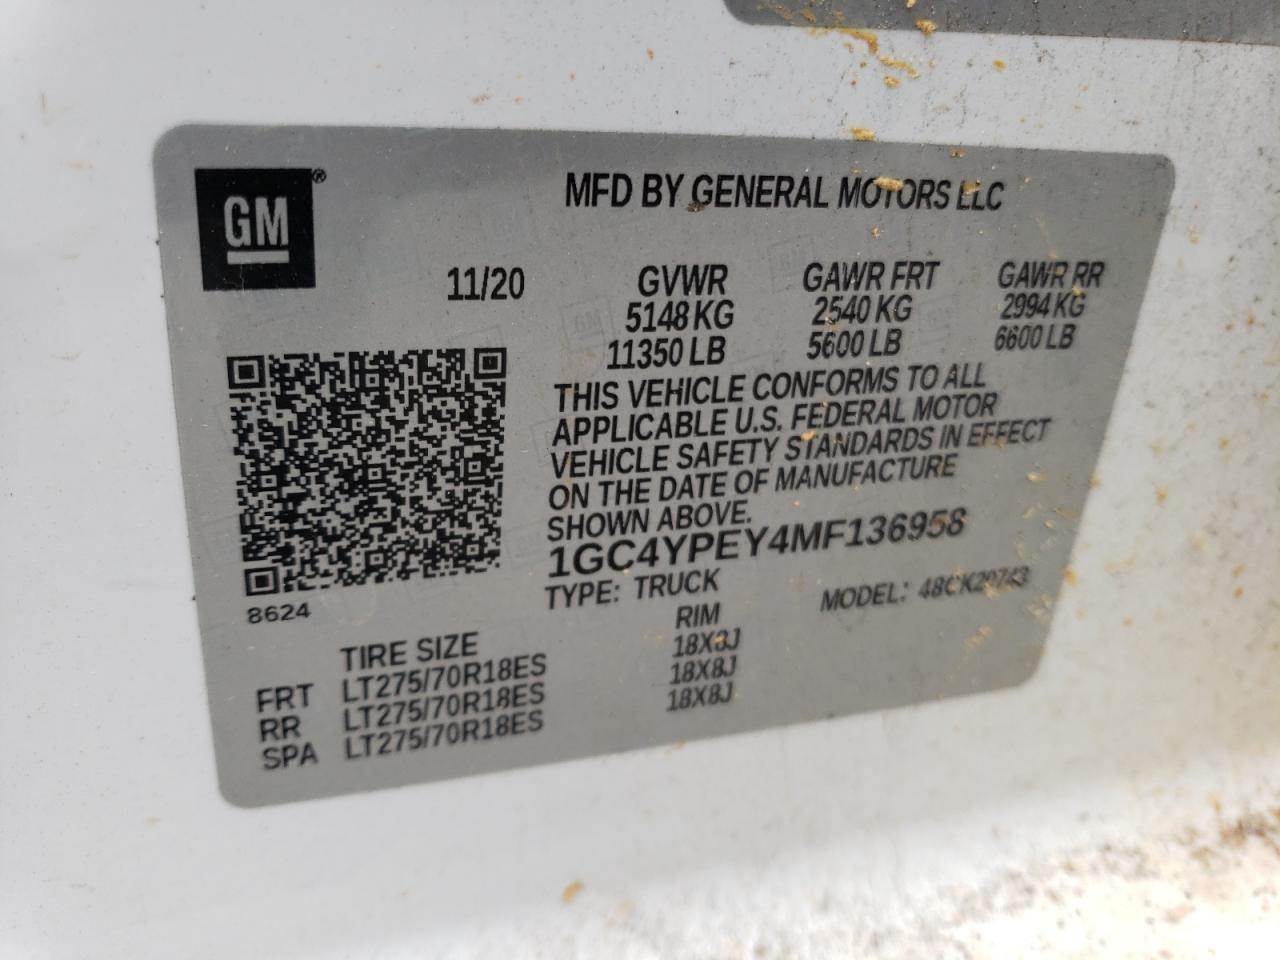 GM®
MFD BY GENERAL MOTORS LLC
11/20
GVWR GAWR FRT GAWR RR
5148 KG 2540 KG 2994 KG
11350 LB 5600 LB 6600 LB
THIS VEHICLE CONFORMS TO ALL
APPLICABLE U.S. FEDERAL MOTOR
VEHICLE SAFETY STANDARDS IN EFFECT
ON THE DATE OF MANUFACTURE
SHOWN ABOVE.
1GC4YPEY4MF136958
TYPE: TRUCK MODEL:
8624
TIRE SIZE RIM
FRT LT275/70R18ES 18X8J
RR LT275/70R18ES 18X8J
SPA LT275/70R18ES 18X8J